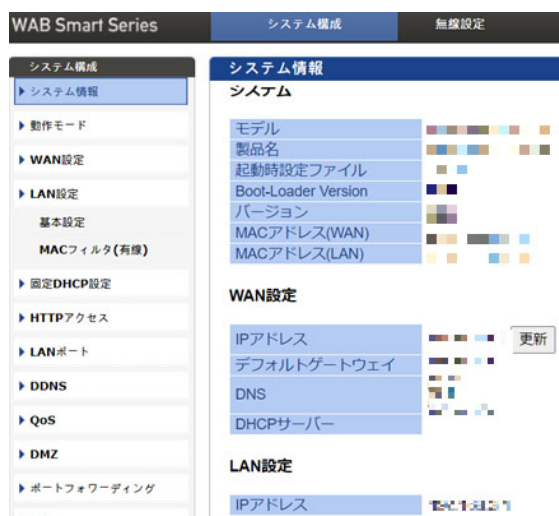 WAB Smart Series
システム構成
無線設定
システム構成
システム情報
動作モード
WAN設定
LAN設定
基本設定
MACフィルタ(有線)
固定DHCP設定
HTTPアクセス
LANポート
DDNS
QoS
DMZ
ポートフォワーディング
システム情報
システム
モデル
製品名
起動時設定ファイル
Boot-Loader Version
バージョン
MACアドレス(WAN)
MACアドレス(LAN)
WAN設定
IPアドレス 更新
デフォルトゲートウェイ
DNS
DHCPサーバー
LAN設定
IPアドレス